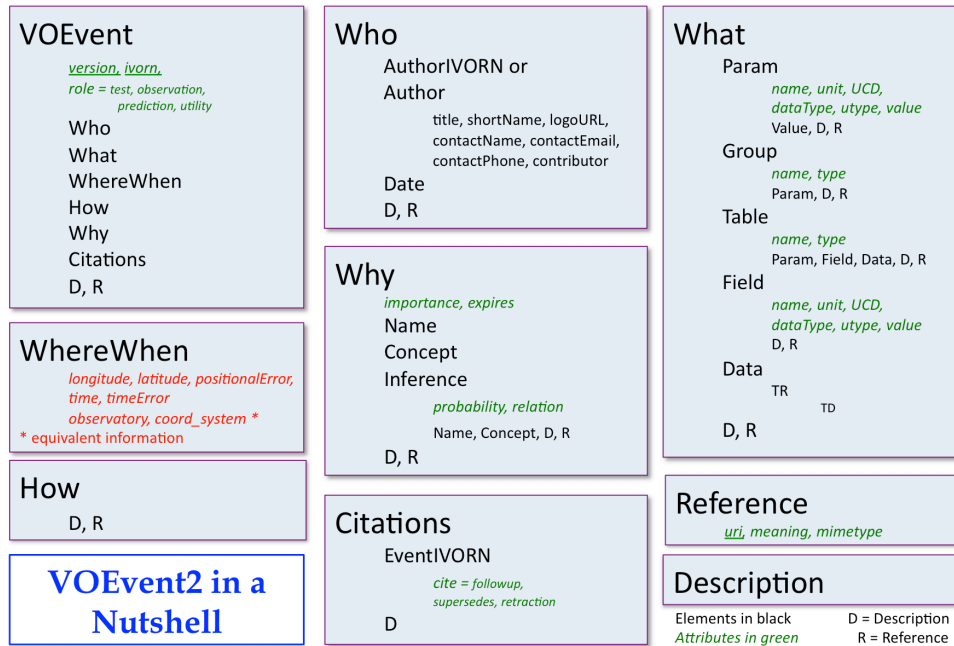 VOEvent
version, ivorn,
role = test, observation,
prediction, utility
Who
What
WhereWhen
How
Why
Citations
D, R
WhereWhen
longitude, latitude, positionalError,
time, timeError
observatory, coord_system *
* equivalent information
How
D, R
VOEvent2 in a
Nutshell
Who
AuthorIVORN or
Author
title, shortName, logoURL,
contactName, contactEmail,
contactPhone, contributor
Date
D, R
Why
importance, expires
Name
Concept
Inference
probability, relation
Name, Concept, D, R
D, R
Citations
EventIVORN
cite = followup,
supersedes, retraction
D
What
Param
name, unit, UCD,
dataType, utype, value
Value, D, R
Group
name, type
Param, D, R
Table
name, type
Param, Field, Data, D, R
Field
name, unit, UCD,
dataType, utype, value
D, R
Data
TR
TD
D, R
Reference
uri, meaning, mimetype
Description
Elements in black D = Description
Attributes in green R = Reference